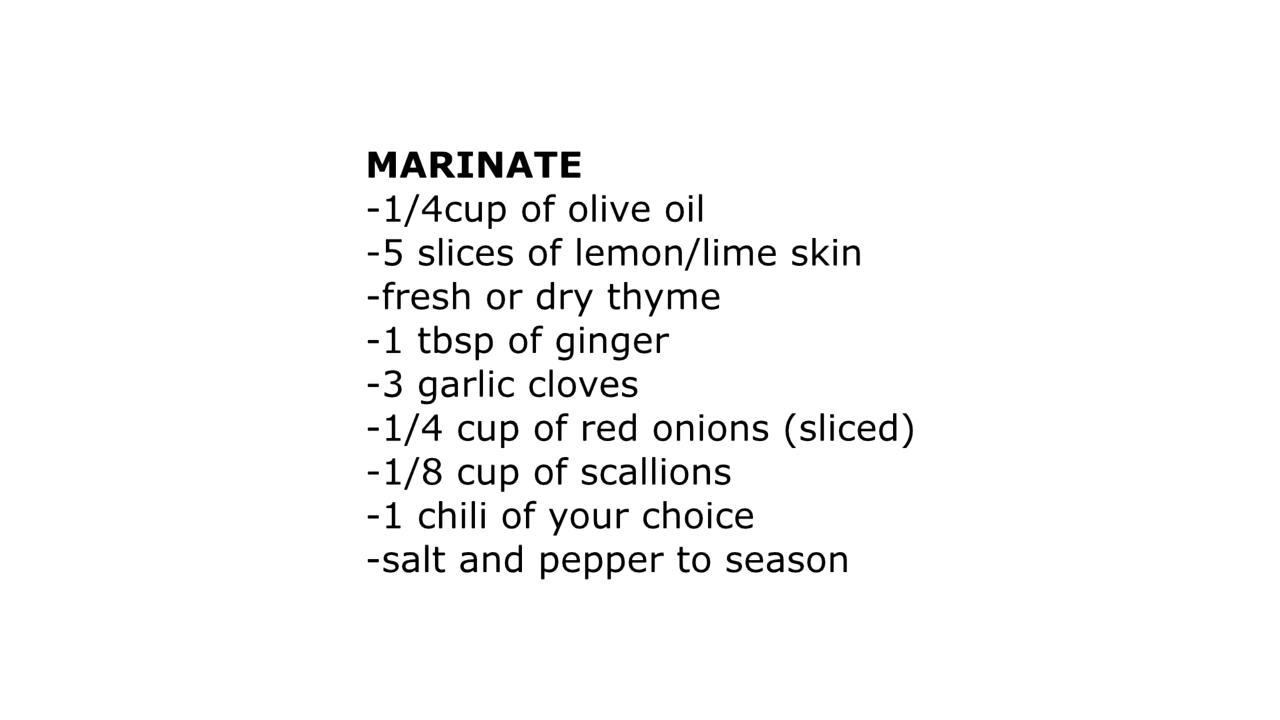 MARINATE
-1/4cup of olive oil
-5 slices of lemon/lime skin
-fresh or dry thyme
-1 tbsp of ginger
-3 garlic cloves
-1/4 cup of red onions (sliced)
-1/8 cup of scallions
-1 chili of your choice
-salt and pepper to season